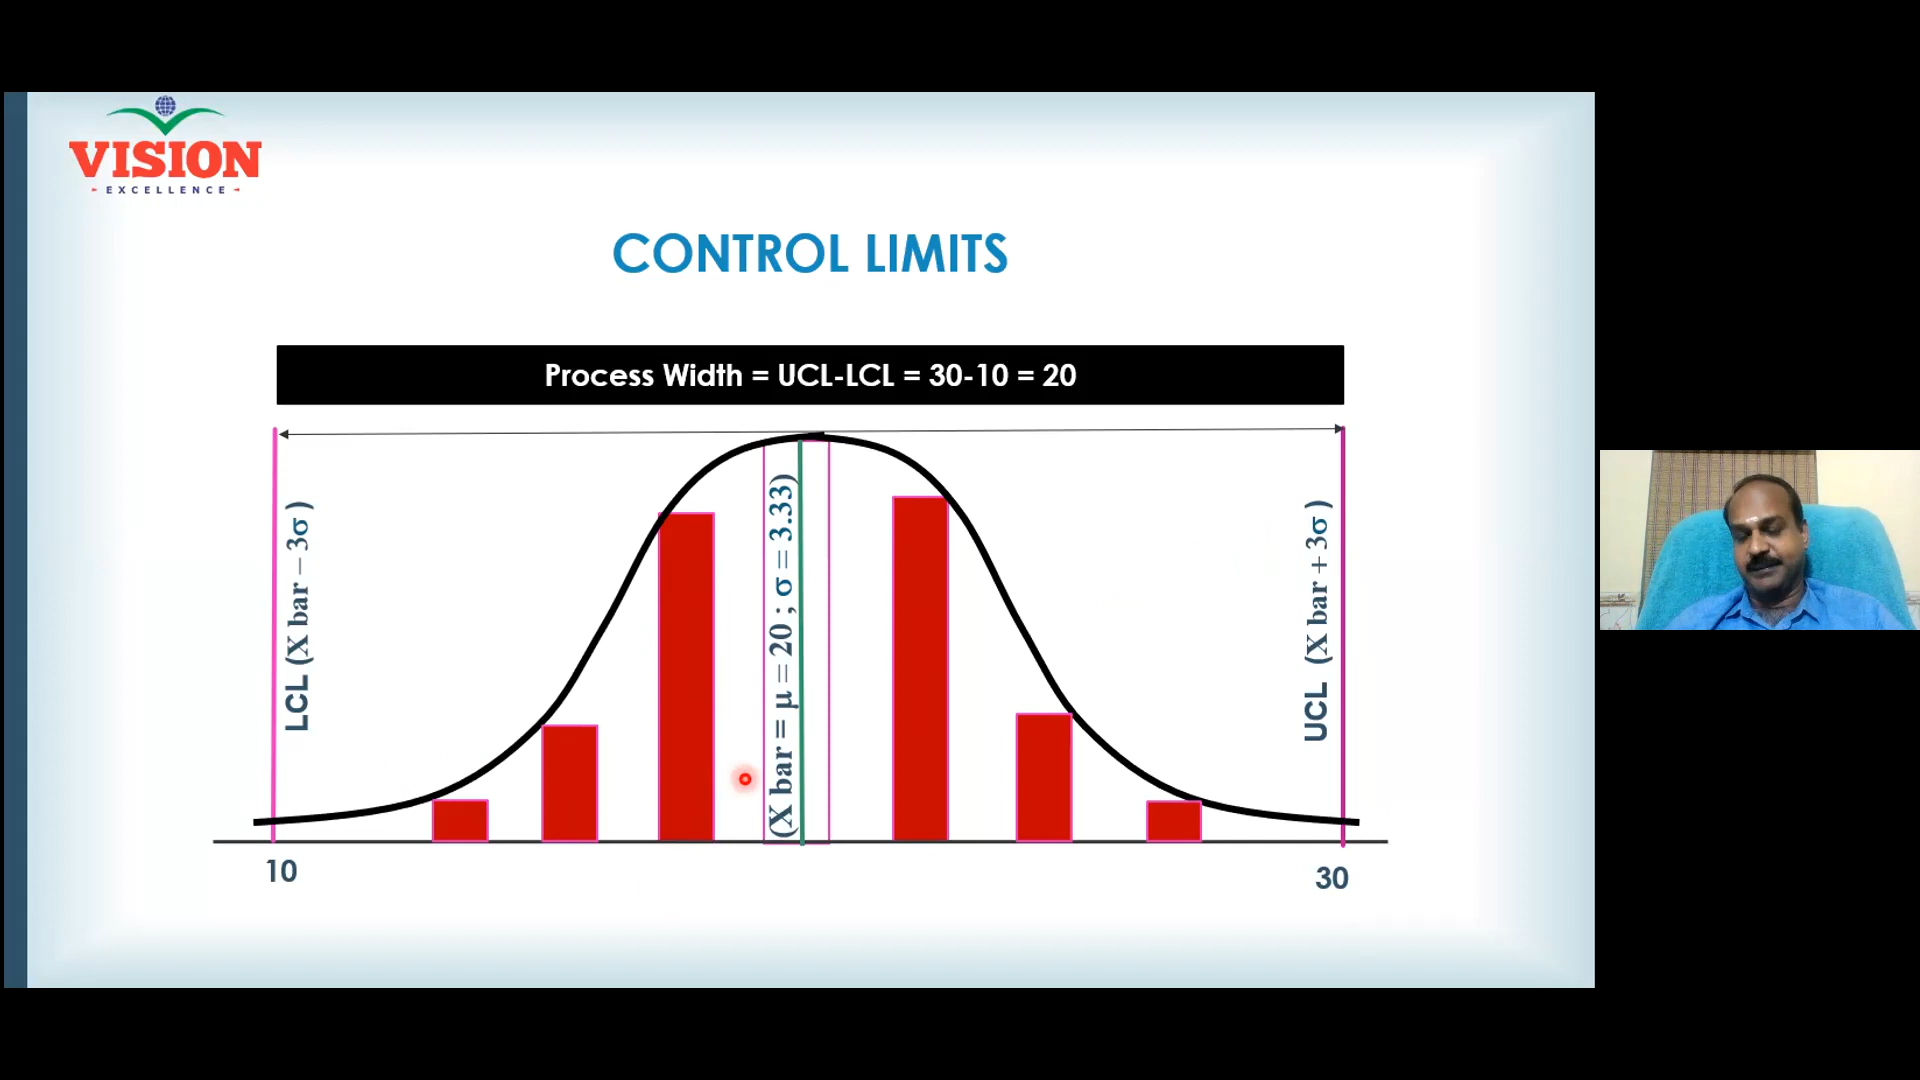 VISION
EXCELLENCE
CONTROL LIMITS
Process Width = UCL-LCL = 30-10 = 20
LCL (X bar – 3σ )
(X bar = μ = 20 ; σ = 3.33)
UCL (X bar + 3σ )
10
30